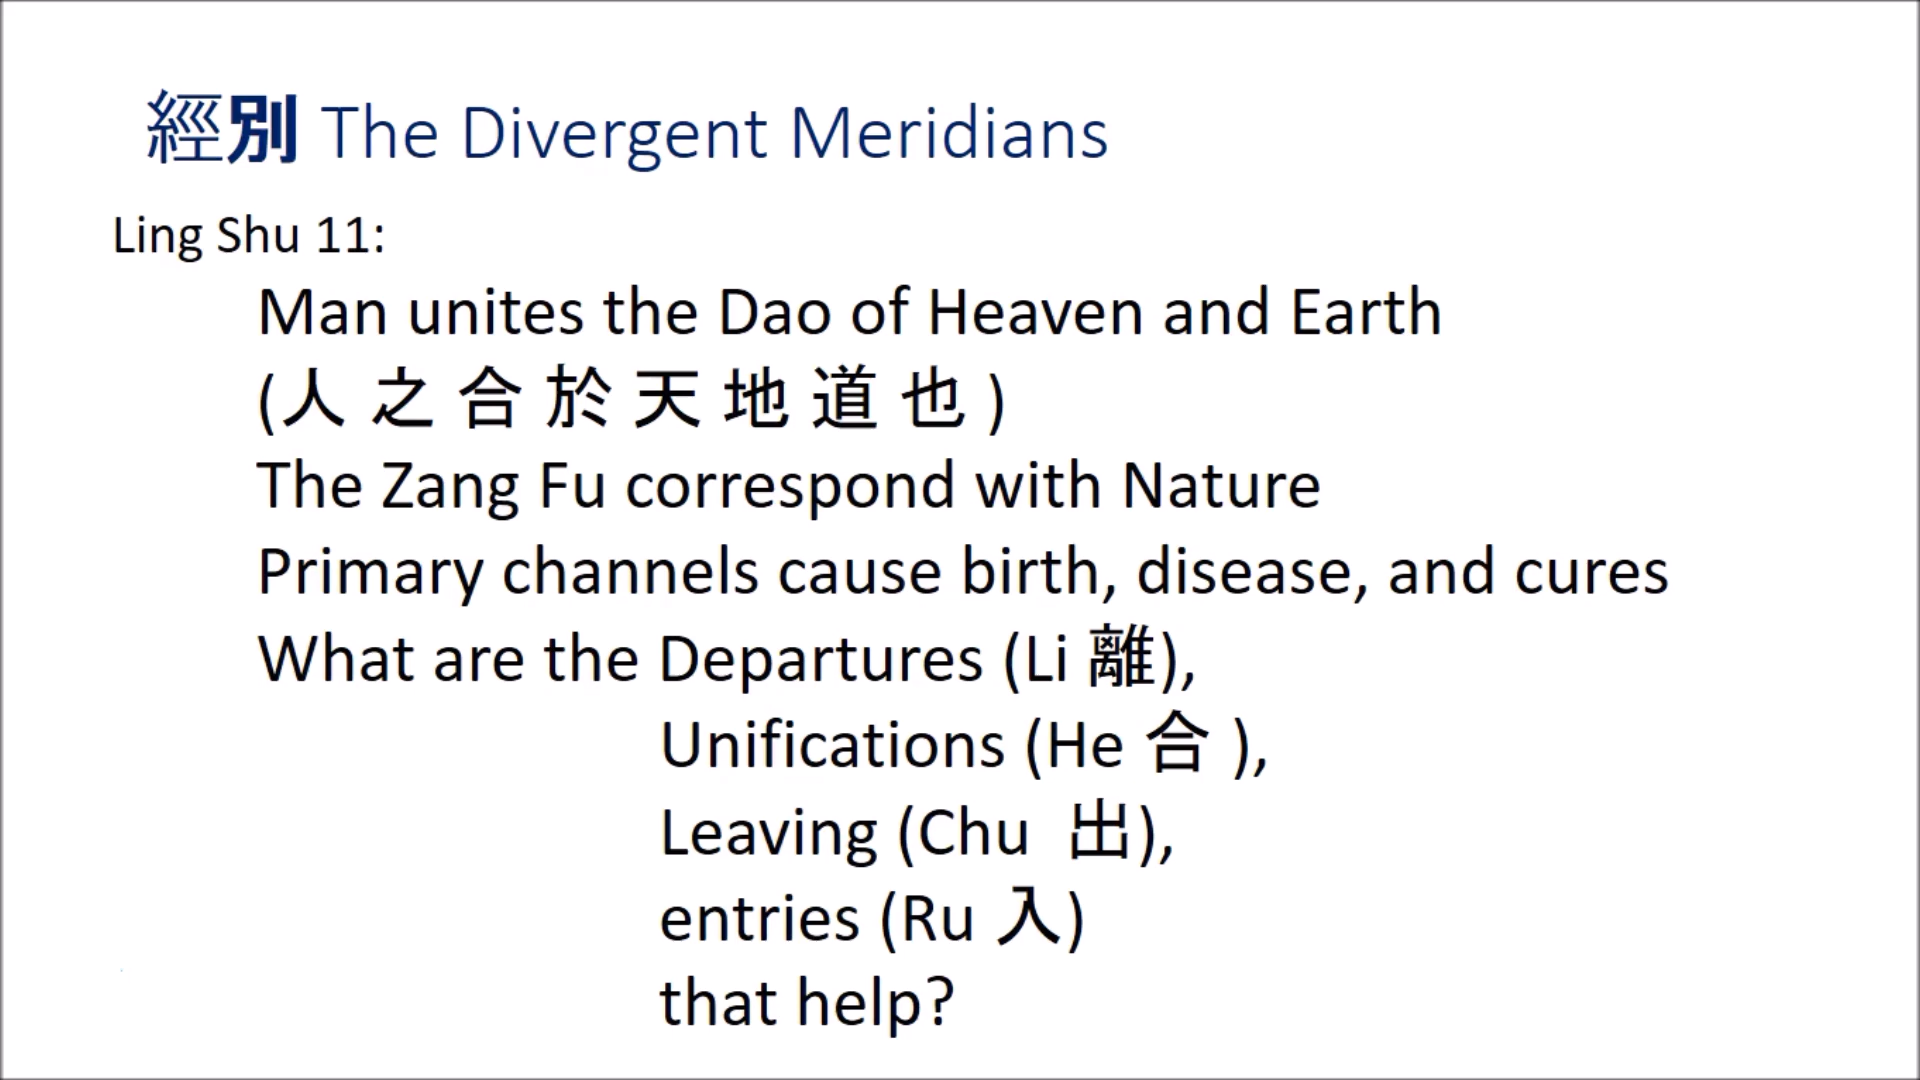 經別 The Divergent Meridians
Ling Shu 11:
Man unites the Dao of Heaven and Earth
(人 之 合 於 天 地 道 也 )
The Zang Fu correspond with Nature
Primary channels cause birth, disease, and cures
What are the Departures (Li 離),
Unifications (He 合 ),
Leaving (Chu 出),
entries (Ru 入)
that help?